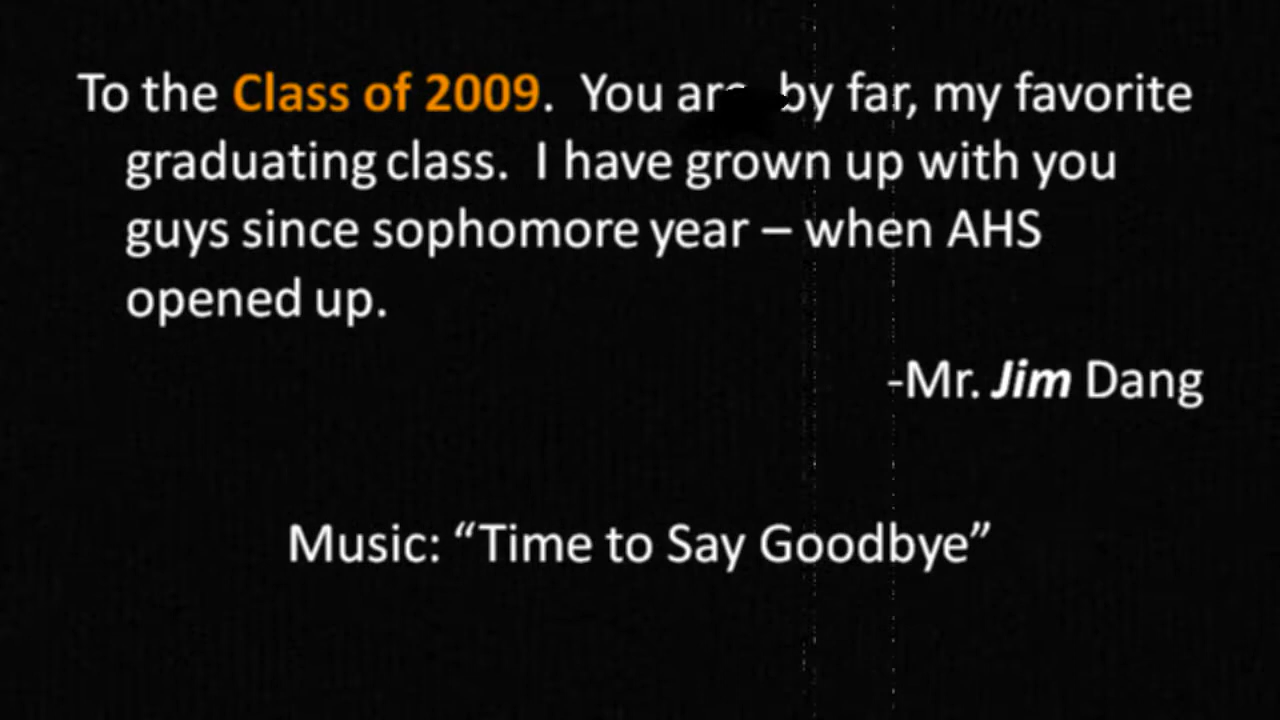 To the Class of 2009.  You are by far, my favorite
graduating class.  I have grown up with you
guys since sophomore year – when AHS
opened up.
-Mr. Jim Dang
Music: “Time to Say Goodbye”